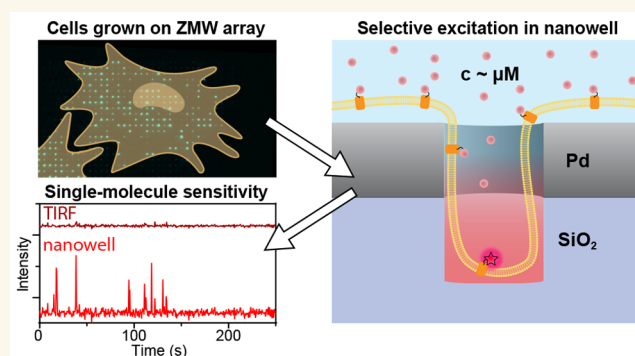 Cells grown on ZMW array
Selective excitation in nanowell
c ~ μM
Pd
SiO₂
Single-molecule sensitivity
TIRF
nanowell
Intensity
0 100 200
Time (s)